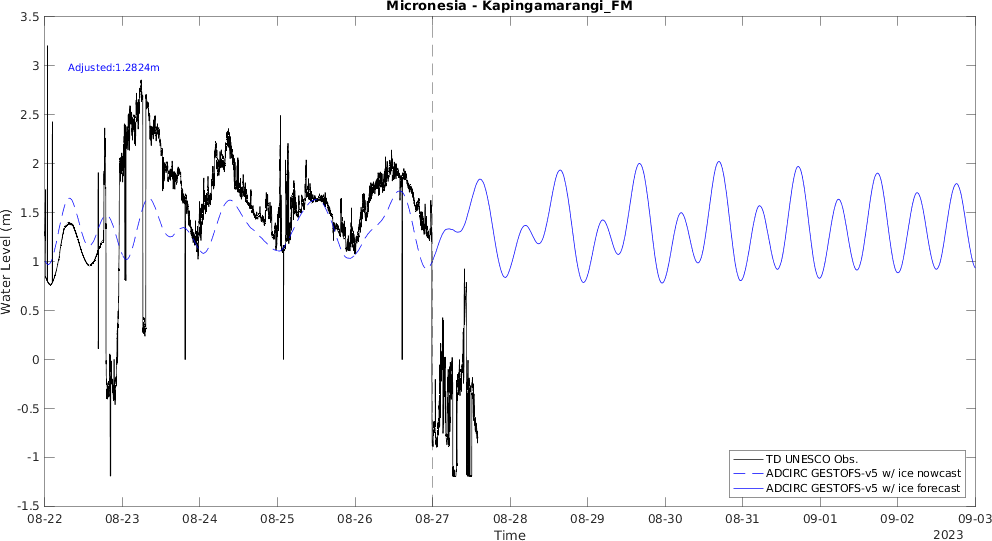 Micronesia - Kapingamarangi_FM
3.5
3
2.5
2
1.5
1
0.5
0
-0.5
-1
-1.5
Water Level (m)
Adjusted:1.2824m
TD UNESCO Obs.
ADCIRC GESTOFS-v5 w/ ice nowcast
ADCIRC GESTOFS-v5 w/ ice forecast
08-22 08-23 08-24 08-25 08-26 08-27 08-28 08-29 08-30 08-31 09-01 09-02 09-03
Time
2023